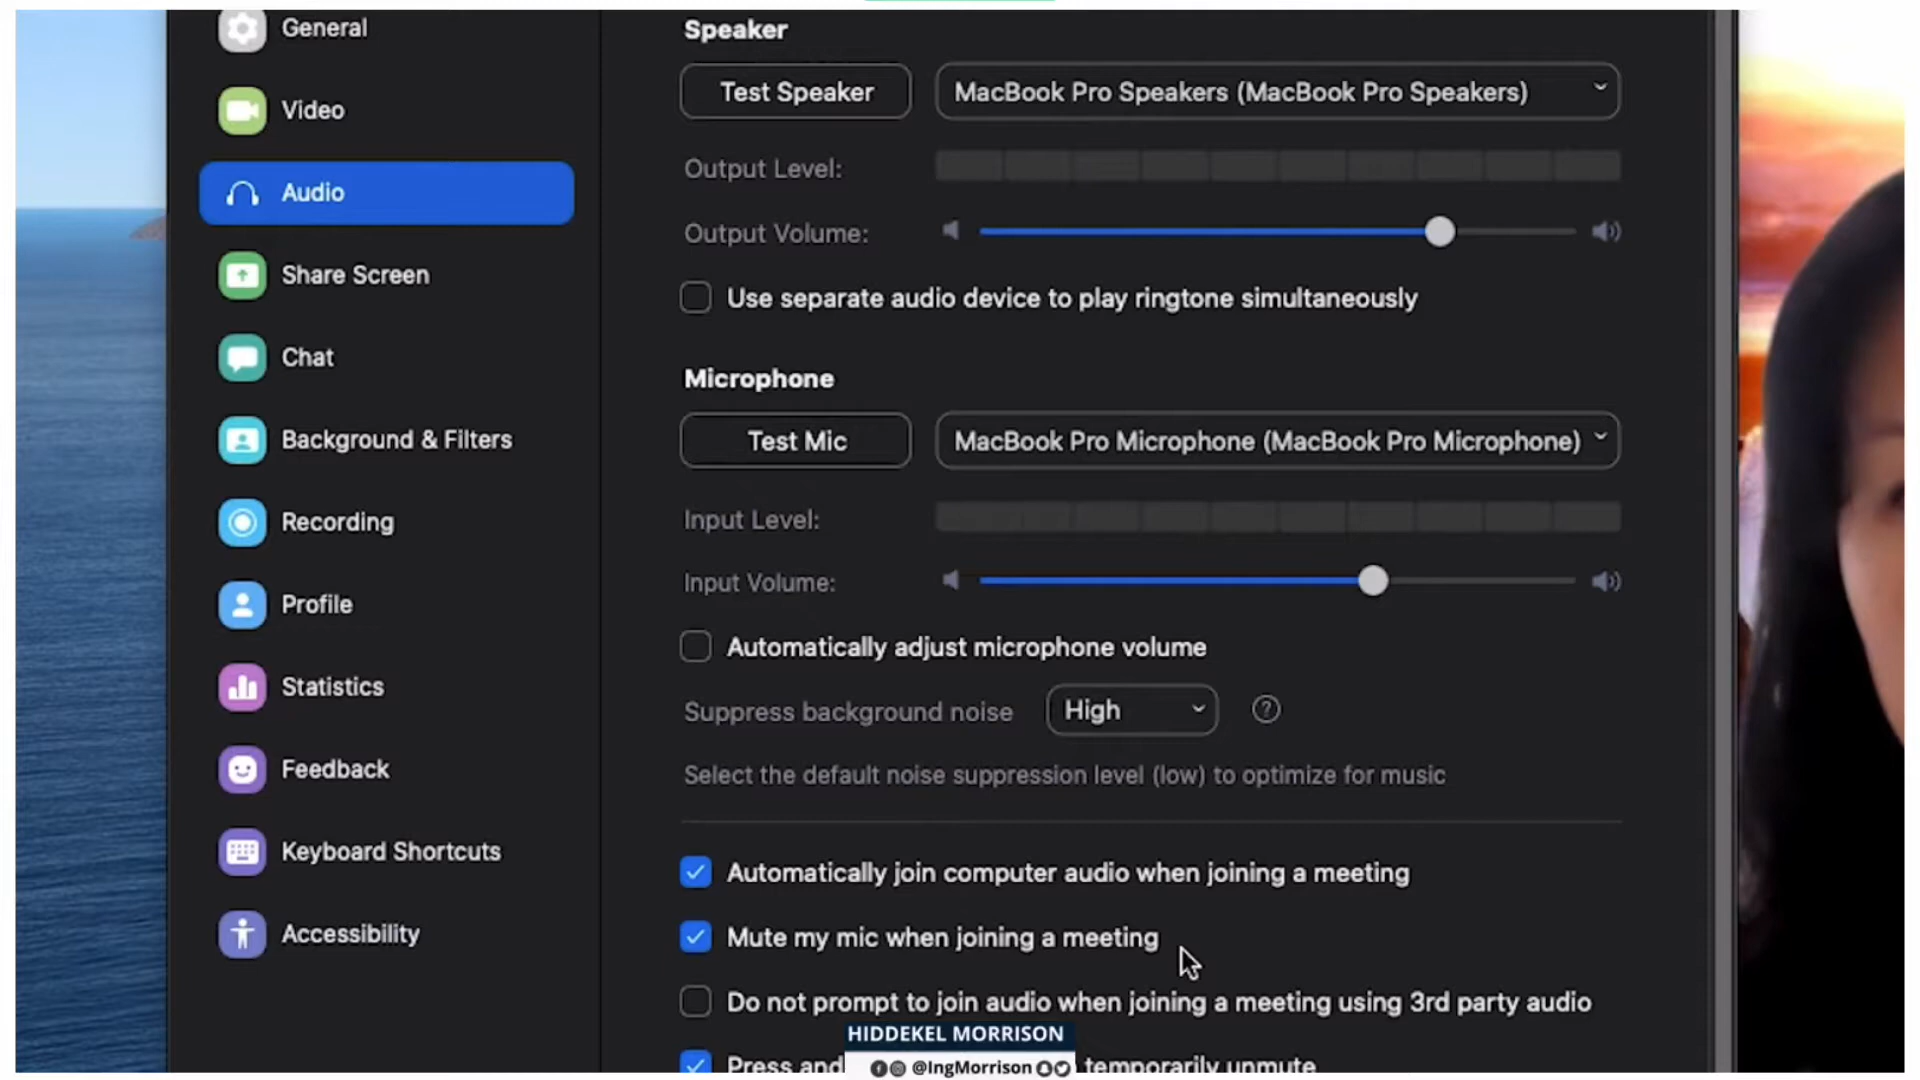 General
Video
Audio
Share Screen
Chat
Background & Filters
Recording
Profile
Statistics
Feedback
Keyboard Shortcuts
Accessibility
Speaker
Test Speaker
MacBook Pro Speakers (MacBook Pro Speakers)
Output Level:
Output Volume:
Use separate audio device to play ringtone simultaneously
Microphone
Test Mic
MacBook Pro Microphone (MacBook Pro Microphone)
Input Level:
Input Volume:
Automatically adjust microphone volume
Suppress background noise High ?
Select the default noise suppression level (low) to optimize for music
Automatically join computer audio when joining a meeting
Mute my mic when joining a meeting
Do not prompt to join audio when joining a meeting using 3rd party audio
Press and temporarily unmute
HIDDEKEL MORRISON
@IngMorrison